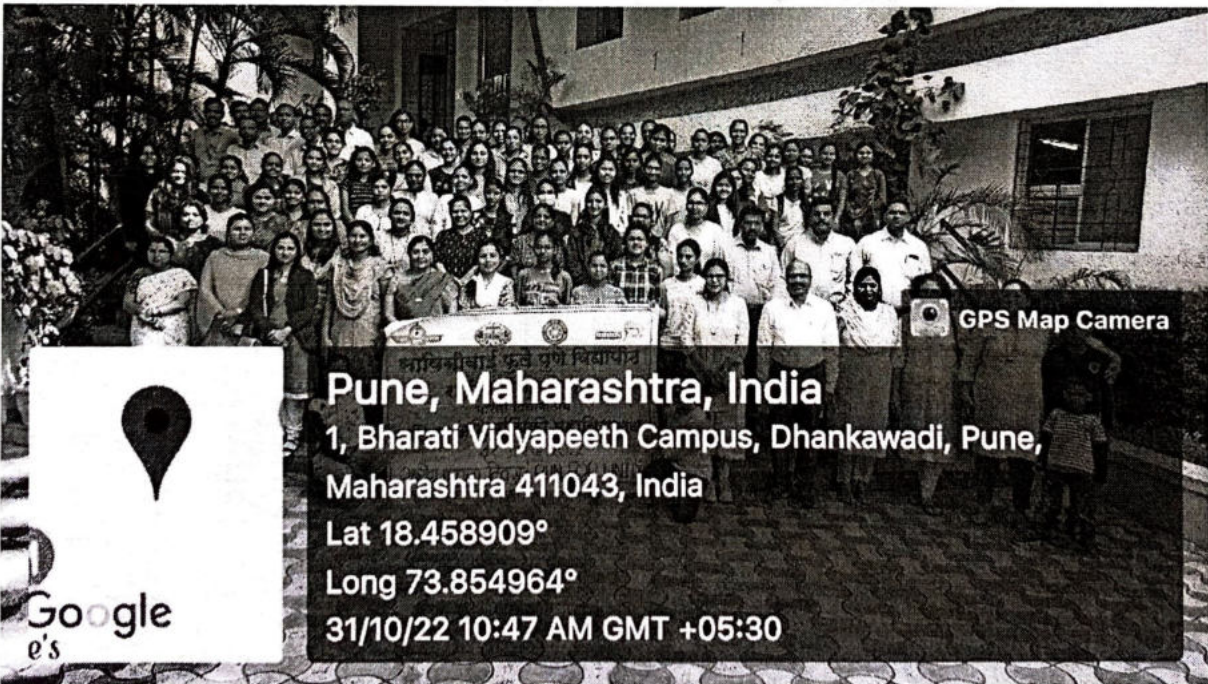 GPS Map Camera
सावित्रीबाई फुले पुणे विद्यापीठ
Pune, Maharashtra, India
1, Bharati Vidyapeeth Campus, Dhankawadi, Pune,
Maharashtra 411043, India
Lat 18.458909°
Long 73.854964°
31/10/22 10:47 AM GMT +05:30
Google
e's